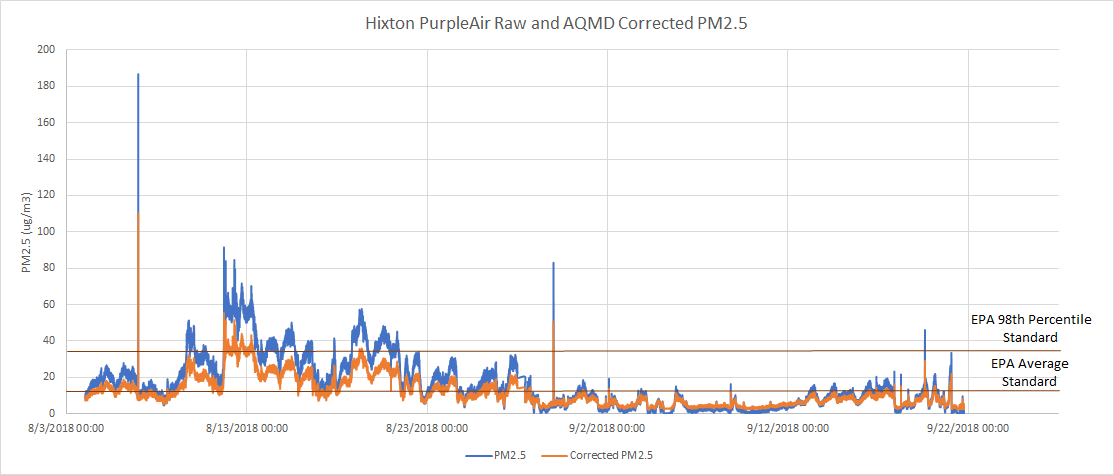 Hixton PurpleAir Raw and AQMD Corrected PM2.5
200
180
160
140
120
100
80
60
40
20
0
PM2.5 (ug/m3)
EPA 98th Percentile
Standard
EPA Average
Standard
8/3/2018 00:00
8/13/2018 00:00
8/23/2018 00:00
9/2/2018 00:00
9/12/2018 00:00
9/22/2018 00:00
PM2.5
Corrected PM2.5